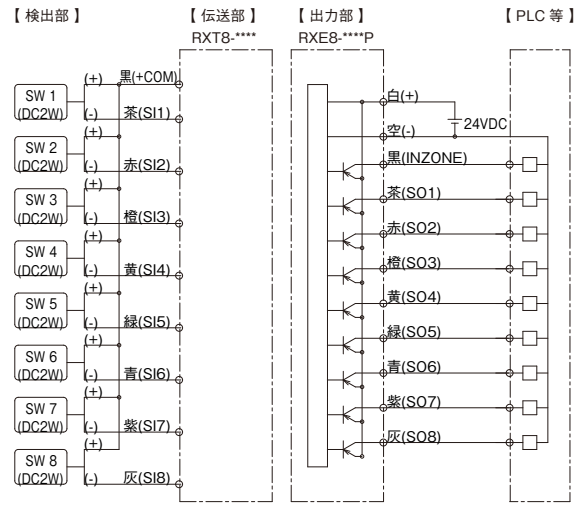 【 検出部 】
【 伝送部 】
【 出力部 】
【 PLC 等 】
RXT8-****
RXE8-****P
(+)
黒(+COM)
SW 1
(DC2W)
(-)
茶(SI1)
(+)
SW 2
(DC2W)
(-)
赤(SI2)
(+)
SW 3
(DC2W)
(-)
橙(SI3)
(+)
SW 4
(DC2W)
(-)
黄(SI4)
(+)
SW 5
(DC2W)
(-)
緑(SI5)
(+)
SW 6
(DC2W)
(-)
青(SI6)
(+)
SW 7
(DC2W)
(-)
紫(SI7)
(+)
SW 8
(DC2W)
(-)
灰(SI8)
白(+)
24VDC
空(-)
黒(INZONE)
茶(SO1)
赤(SO2)
橙(SO3)
黄(SO4)
緑(SO5)
青(SO6)
紫(SO7)
灰(SO8)